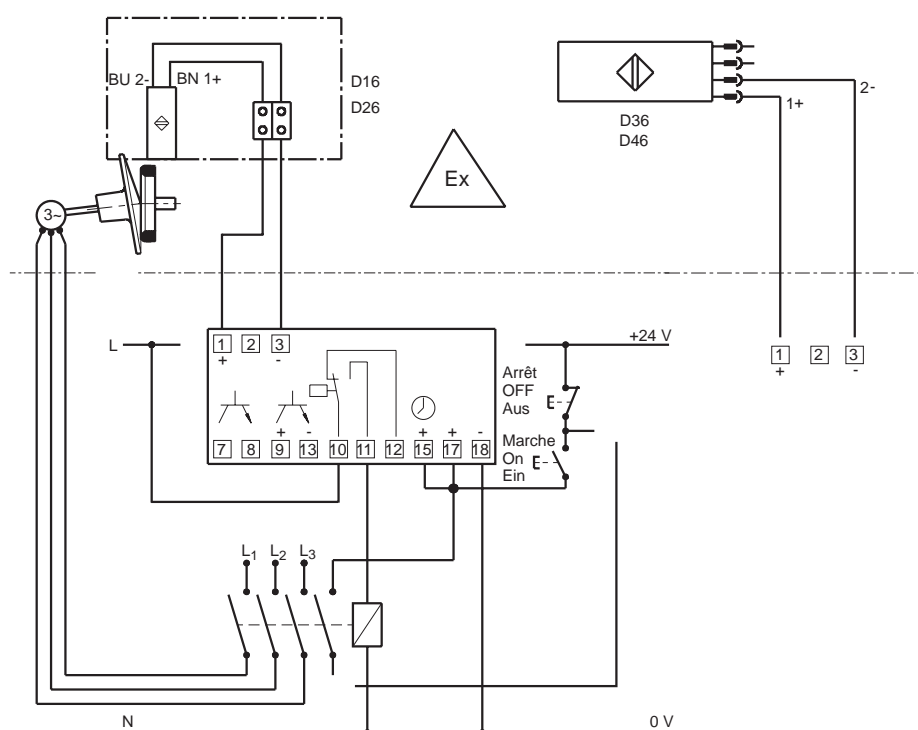 BU 2-
BN 1+
D16
D26
1+
2-
D36
D46
Ex
3~
L
1 2 3
+ -
+24 V
1 2 3
+ -
Arrêt
OFF
Aus
Marche
On
Ein
+ - + + -
7 8 9 13 10 11 12 15 17 18
L1 L2 L3
N
0 V